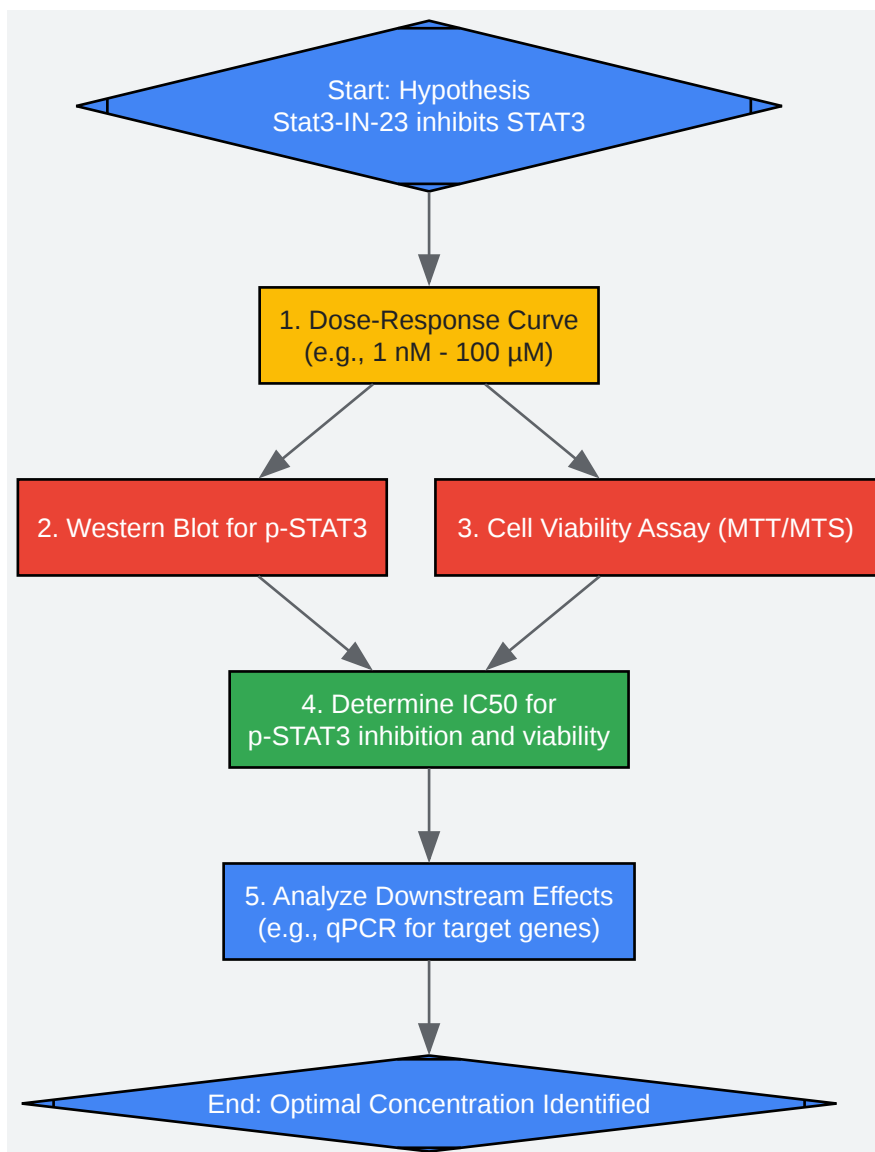 Start: Hypothesis
Stat3-IN-23 inhibits STAT3
1. Dose-Response Curve
(e.g., 1 nM - 100 µM)
2. Western Blot for p-STAT3
3. Cell Viability Assay (MTT/MTS)
4. Determine IC50 for
p-STAT3 inhibition and viability
5. Analyze Downstream Effects
(e.g., qPCR for target genes)
End: Optimal Concentration Identified